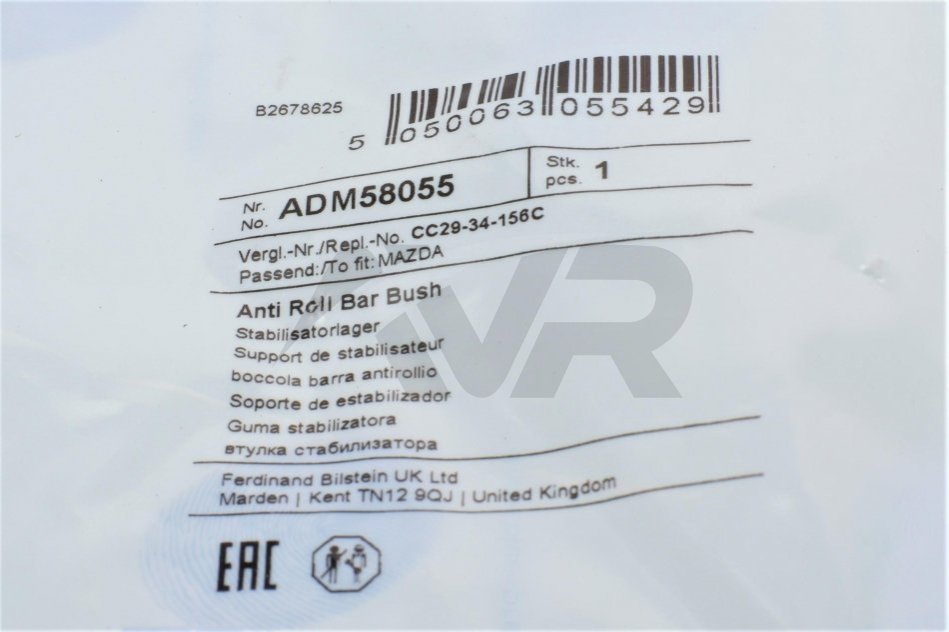 B2678625
5 050063 055429
Nr.
No. ADM58055
Stk.
pcs. 1
Vergl.-Nr./Repl.-No. CC29-34-156C
Passend:/To fit: MAZDA
Anti Roll Bar Bush
Stabilisatorlager
Support de stabilisateur
boccola barra antirollio
Soporte de estabilizador
Guma stabilizatora
втулка стабилизатора
Ferdinand Bilstein UK Ltd
Marden | Kent TN12 9QJ | United Kingdom
EAC
VR